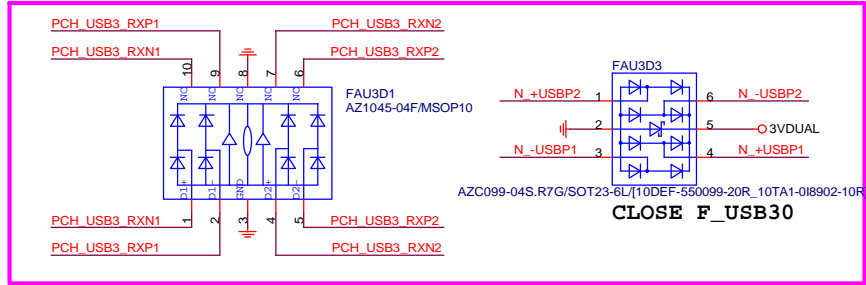 PCH_USB3_RXP1
PCH_USB3_RXN2
PCH_USB3_RXN1
PCH_USB3_RXP2
10
9
8
7
6
NC
NC
NC
NC
NC
FAU3D1
AZ1045-04F/MSOP10
D1+
D1-
GND
D2+
D2-
1
2
3
4
5
PCH_USB3_RXN1
PCH_USB3_RXP2
PCH_USB3_RXP1
PCH_USB3_RXN2
FAU3D3
N_+USBP2
1
6
N_-USBP2
2
5
3VDUAL
N_-USBP1
3
4
N_+USBP1
AZC099-04S.R7G/SOT23-6L/[10DEF-550099-20R_10TA1-0I8902-10R]
CLOSE F_USB30